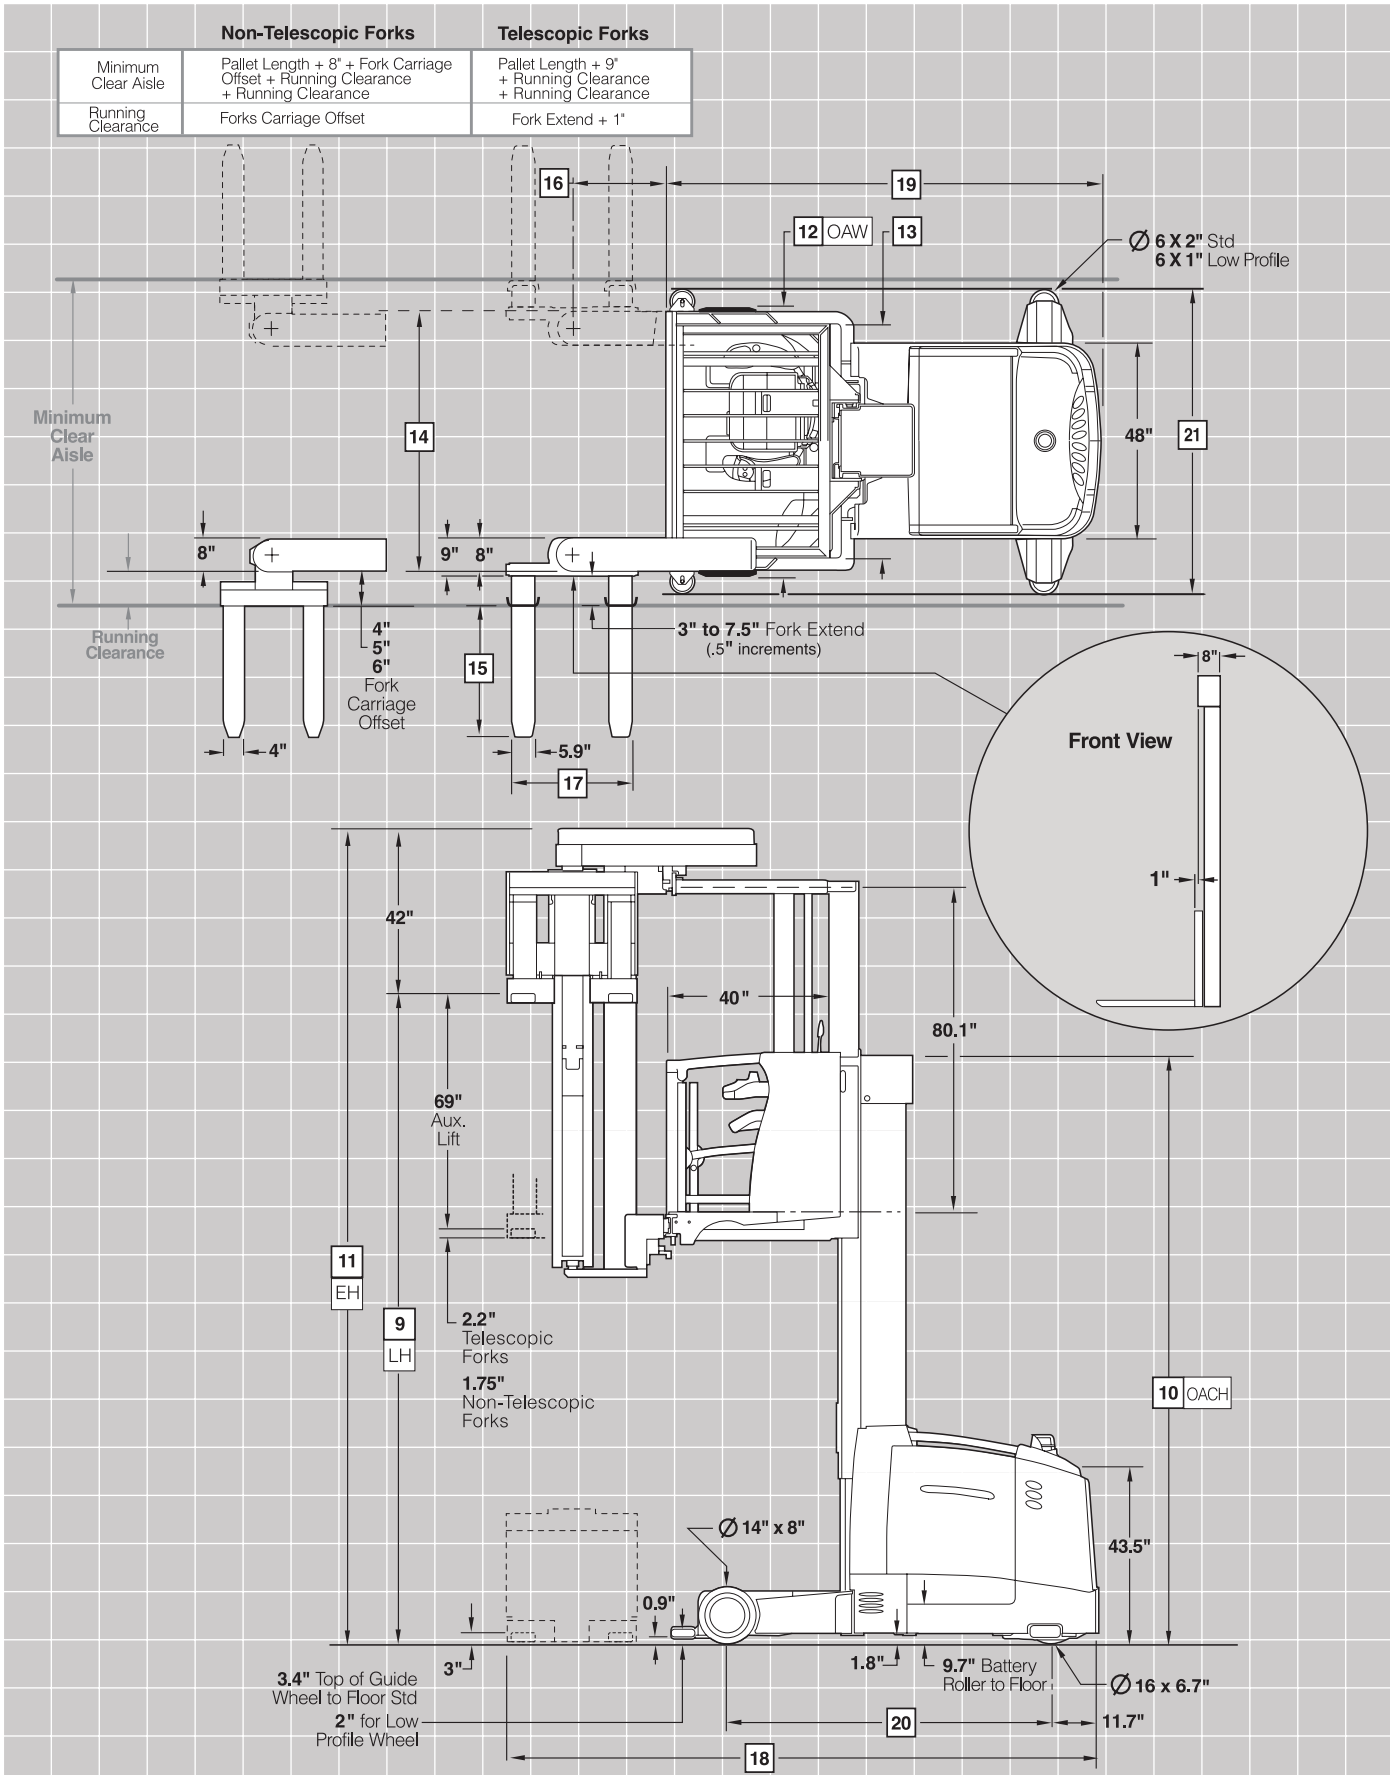 Non-Telescopic Forks
Telescopic Forks
Minimum
Clear Aisle
Pallet Length + 8" + Fork Carriage
Offset + Running Clearance
+ Running Clearance
Pallet Length + 9"
+ Running Clearance
+ Running Clearance
Running
Clearance
Forks Carriage Offset
Fork Extend + 1"
16
19
12 OAW
13
Ø 6 X 2" Std
6 X 1" Low Profile
Minimum
Clear
Aisle
14
48"
21
8"
9"
8"
Running
Clearance
4"
5"
6"
Fork
Carriage
Offset
15
3" to 7.5" Fork Extend
(.5" increments)
4"
5.9"
17
8"
Front View
1"
42"
40"
80.1"
69"
Aux.
Lift
11
EH
9
LH
2.2"
Telescopic
Forks
1.75"
Non-Telescopic
Forks
10 OACH
Ø 14" x 8"
43.5"
0.9"
3"
3.4" Top of Guide
Wheel to Floor Std
2" for Low
Profile Wheel
1.8"
9.7" Battery
Roller to Floor
Ø 16 x 6.7"
20
11.7"
18